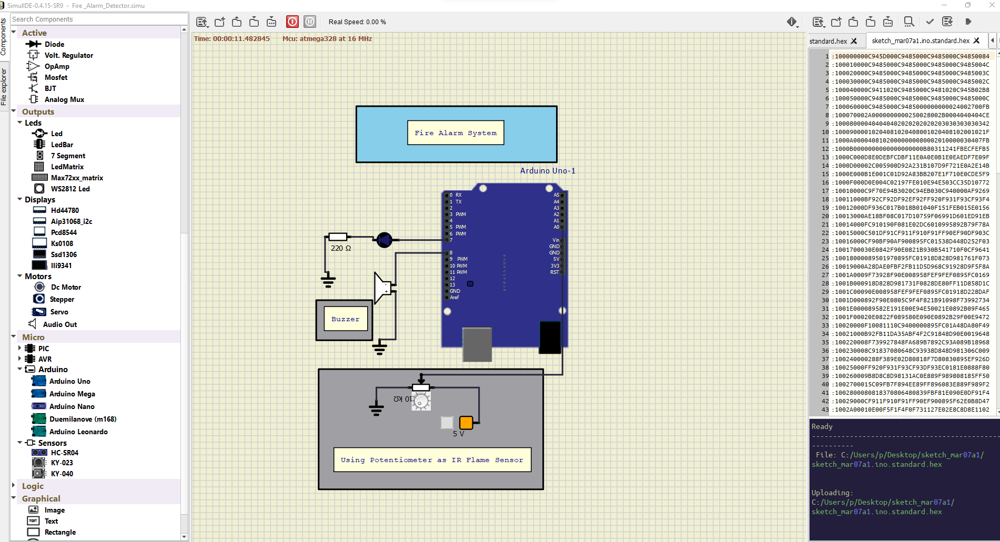 SimulIDE-0.4.15-SR9 - Fire _Alarm_Detector.simu
Components
File explorer
Search Components
Active
Diode
Volt. Regulator
OpAmp
Mosfet
BJT
Analog Mux
Outputs
Leds
Led
LedBar
7 Segment
LedMatrix
Max72xx_matrix
WS2812 Led
Displays
Hd44780
Aip31068_i2c
Pcd8544
Ks0108
Ssd1306
Ili9341
Motors
Dc Motor
Stepper
Servo
Audio Out
Micro
PIC
AVR
Arduino
Arduino Uno
Arduino Mega
Arduino Nano
Duemilanove (m168)
Arduino Leonardo
Sensors
HC-SR04
KY-023
KY-040
Logic
Graphical
Image
TEXT Text
Rectangle
Real Speed: 0.00 %
Time: 00:00:11.482845 Mcu: atmega328 at 16 MHz
Fire Alarm System
Arduino Uno-1
0 RX
1 TX
2
3 PWM
4
5 PWM
6 PWM
7
8
9 PWM
10 PWM
11 PWM
12
13
GND
Aref
A5
A4
A3
A2
A1
A0
Vin
GND
GND
5V
3V3
RST
arduinoUno
220 Ω
- 
+
Buzzer
10 kΩ
5 V
Using Potentiometer as IR Flame Sensor
standard.hex
sketch_mar07a1.ino.standard.hex
1 :100000000C945D000C9485000C9485000C94850084
2 :100010000C9485000C9485000C9485000C9485004C
3 :100020000C9485000C9485000C9485000C9485003C
4 :100030000C9485000C9485000C9485000C9485002C
5 :100040000C9411020C9485000C9481020C945B02B8
6 :100050000C9485000C9485000C9485000C9485000C
7 :100060000C9485000C9485000000000024002700FB
8 :100070002A0000000000250028002B0004040404CE
9 :100080000404040402020202020203030303030342
10 :10009000010204081020408001020408102001021F
11 :1000A00004081020000000080002010000030407FB
12 :1000B000000000000000000000B80311241FBECFEFB5
13 :1000C000D8E0DEBFCDBF11E0A0E0B1E0EAEDF7E09F
14 :1000D00002C005900D92A231B107D9F721E0A2E14B
15 :1000E000B1E001C01D92A83BB207E1F710E0CDE5F9
16 :1000F000D0E004C02197FE010E94E503CC35D10772
17 :10010000C9F70E94B3020C94EB030C940000AF9269
18 :10011000BF92CF92DF92EF92FF920F931F93CF93F4
19 :10012000DF936C017B018B01040F151FEB015E0156
20 :10013000AE18BF08C017D10759F06991D601ED91EB
21 :10014000FC910190F081E02DC6010995892B79F78A
22 :10015000C501DF91CF911F910F91FF90EF90DF903C
23 :10016000CF90BF90AF900895FC01538D448D252F03
24 :1001700030E0842F90E0821B930B541710F0CF9641
25 :10018000089501970895FC01918D828D981761F073
26 :10019000A28DAE0FBF2FB11D5D968C91928D9F5F8A
27 :1001A0009F73928F90E008958FEF9FEF0895FC0169
28 :1001B000918D828D981731F0828DE80FF11D858D1C
29 :1001C00090E008958FEF9FEF0895FC01918D228DAF
30 :1001D000892F90E0805C9F4F821B91098F73992734
31 :1001E000089582E191E00E94E50021E0892B09F465
32 :1001F00020E0822F089580E090E0892B29F00E9472
33 :10020000F10081110C9400000895FC01A48DA80F49
34 :10021000B92FB11DA35ABF4F2C91848D90E0019648
35 :100220008F739927848FA689B7892C93A089B18968
36 :100230008C91837080648C93938D848D981306C009
37 :100240000288F389E02D80818F7D80830895EF926D
38 :10025000FF920F931F93CF93DF93EC0181E0888F80
39 :100260009B8D8C8D98131AC0E889F989808185FF50
40 :1002700015C09FB7F894EE89FF896083E889F989F2
41 :1002800080818370806480839FBF81E090E0DF91F4
42 :10029000CF911F910F91FF90EF900895F62E0B8D47
43 :1002A00010E00F5F1F4F0F731127E02E8C8D8E1102
Ready
File: C:/Users/p/Desktop/sketch_mar07a1/
sketch_mar07a1.ino.standard.hex
Uploading:
C:/Users/p/Desktop/sketch_mar07a1/
sketch_mar07a1.ino.standard.hex